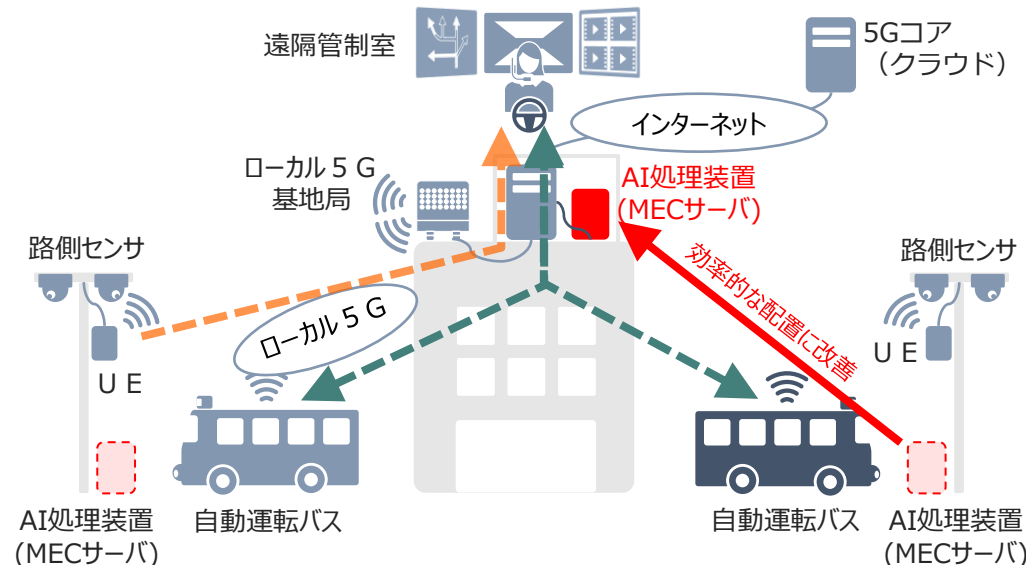 遠隔管制室
5Gコア
（クラウド）
インターネット
ローカル５Ｇ
基地局
AI処理装置
(MECサーバ)
路側センサ
路側センサ
効率的な配置に改善
ローカル５Ｇ
ＵＥ
ＵＥ
自動運転バス
自動運転バス
AI処理装置
(MECサーバ)
AI処理装置
(MECサーバ)